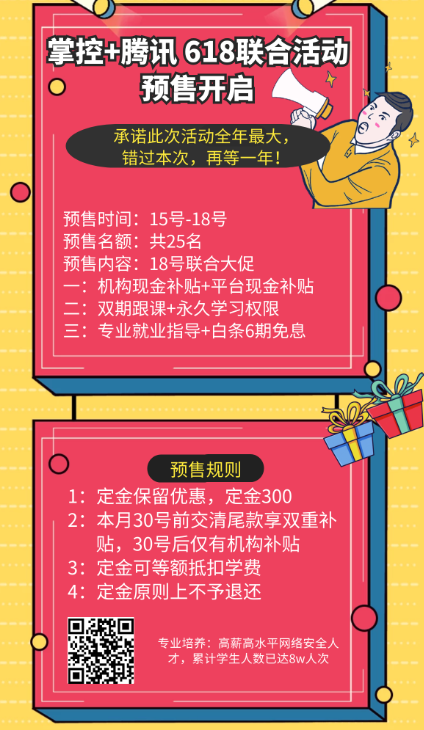 掌控+腾讯 618联合活动
预售开启
承诺此次活动全年最大，
错过本次，再等一年！
预售时间：15号-18号
预售名额：共25名
预售内容：18号联合大促
一：机构现金补贴+平台现金补贴
二：双期跟课+永久学习权限
三：专业就业指导+白条6期免息
预售规则
1：定金保留优惠，定金300
2：本月30号前交清尾款享双重补
贴，30号后仅有机构补贴
3：定金可等额抵扣学费
4：定金原则上不予退还
专业培养：高薪高水平网络安全人
才，累计学生人数已达8w人次